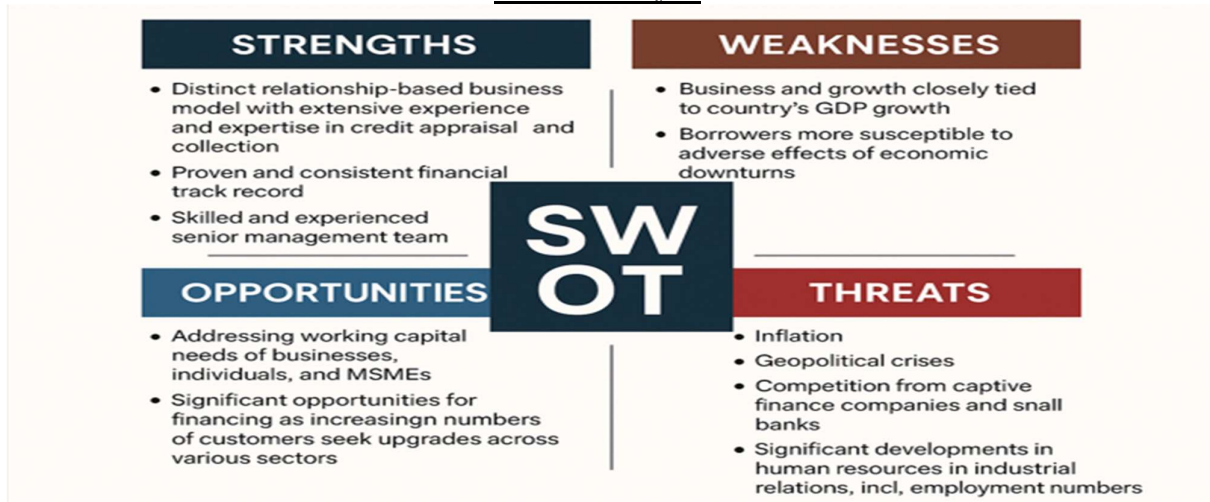 STRENGTHS
• Distinct relationship-based business
model with extensive experience
and expertise in credit appraisal and
collection
• Proven and consistent financial
track record
• Skilled and experienced
senior management team
WEAKNESSES
• Business and growth closely tied
to country's GDP growth
• Borrowers more susceptible to
adverse effects of economic
downturns
SW
OT
OPPORTUNITIES
• Addressing working capital
needs of businesses,
individuals, and MSMEs
• Significant opportunities for
financing as increasingn numbers
of customers seek upgrades across
various sectors
THREATS
• Inflation
• Geopolitical crises
• Competition from captive
finance companies and snall
banks
• Significant developments in
human resources in industrial
relations, incl, employment numbers